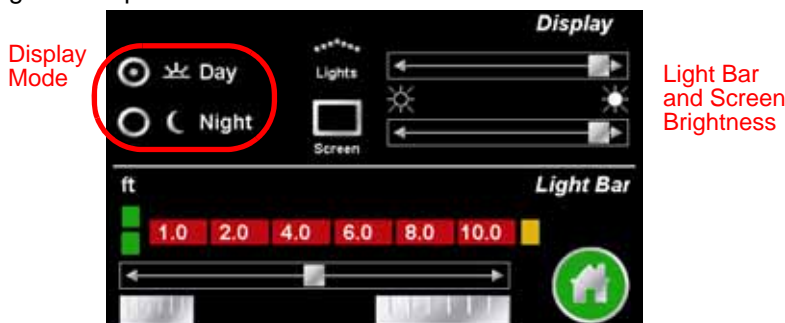 Display
Display
Mode
Day
Lights
Light Bar
and Screen
Brightness
Night
Screen
ft
Light Bar
1.0 2.0 4.0 6.0 8.0 10.0